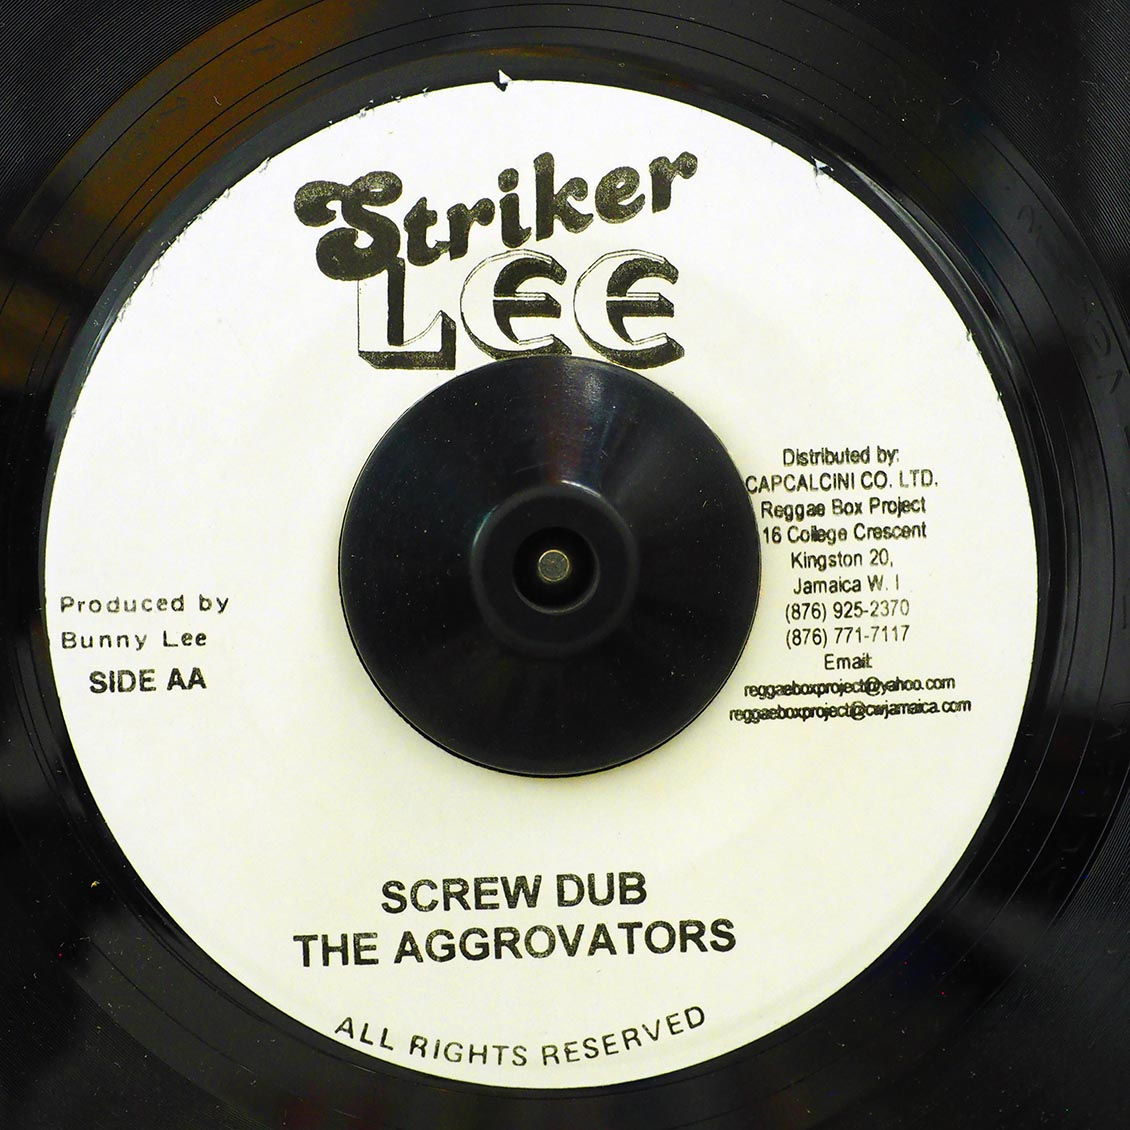 Striker
LEE
Distributed by:
CAPCALCINI CO. LTD.
Reggae Box Project
16 College Crescent
Kingston 20,
Jamaica W. I
(876) 925-2370
(876) 771-7117
Email:
reggaeboxproject@yahoo.com
reggaeboxproject@cwjamaica.com
Produced by
Bunny Lee
SIDE AA
SCREW DUB
THE AGGROVATORS
ALL RIGHTS RESERVED